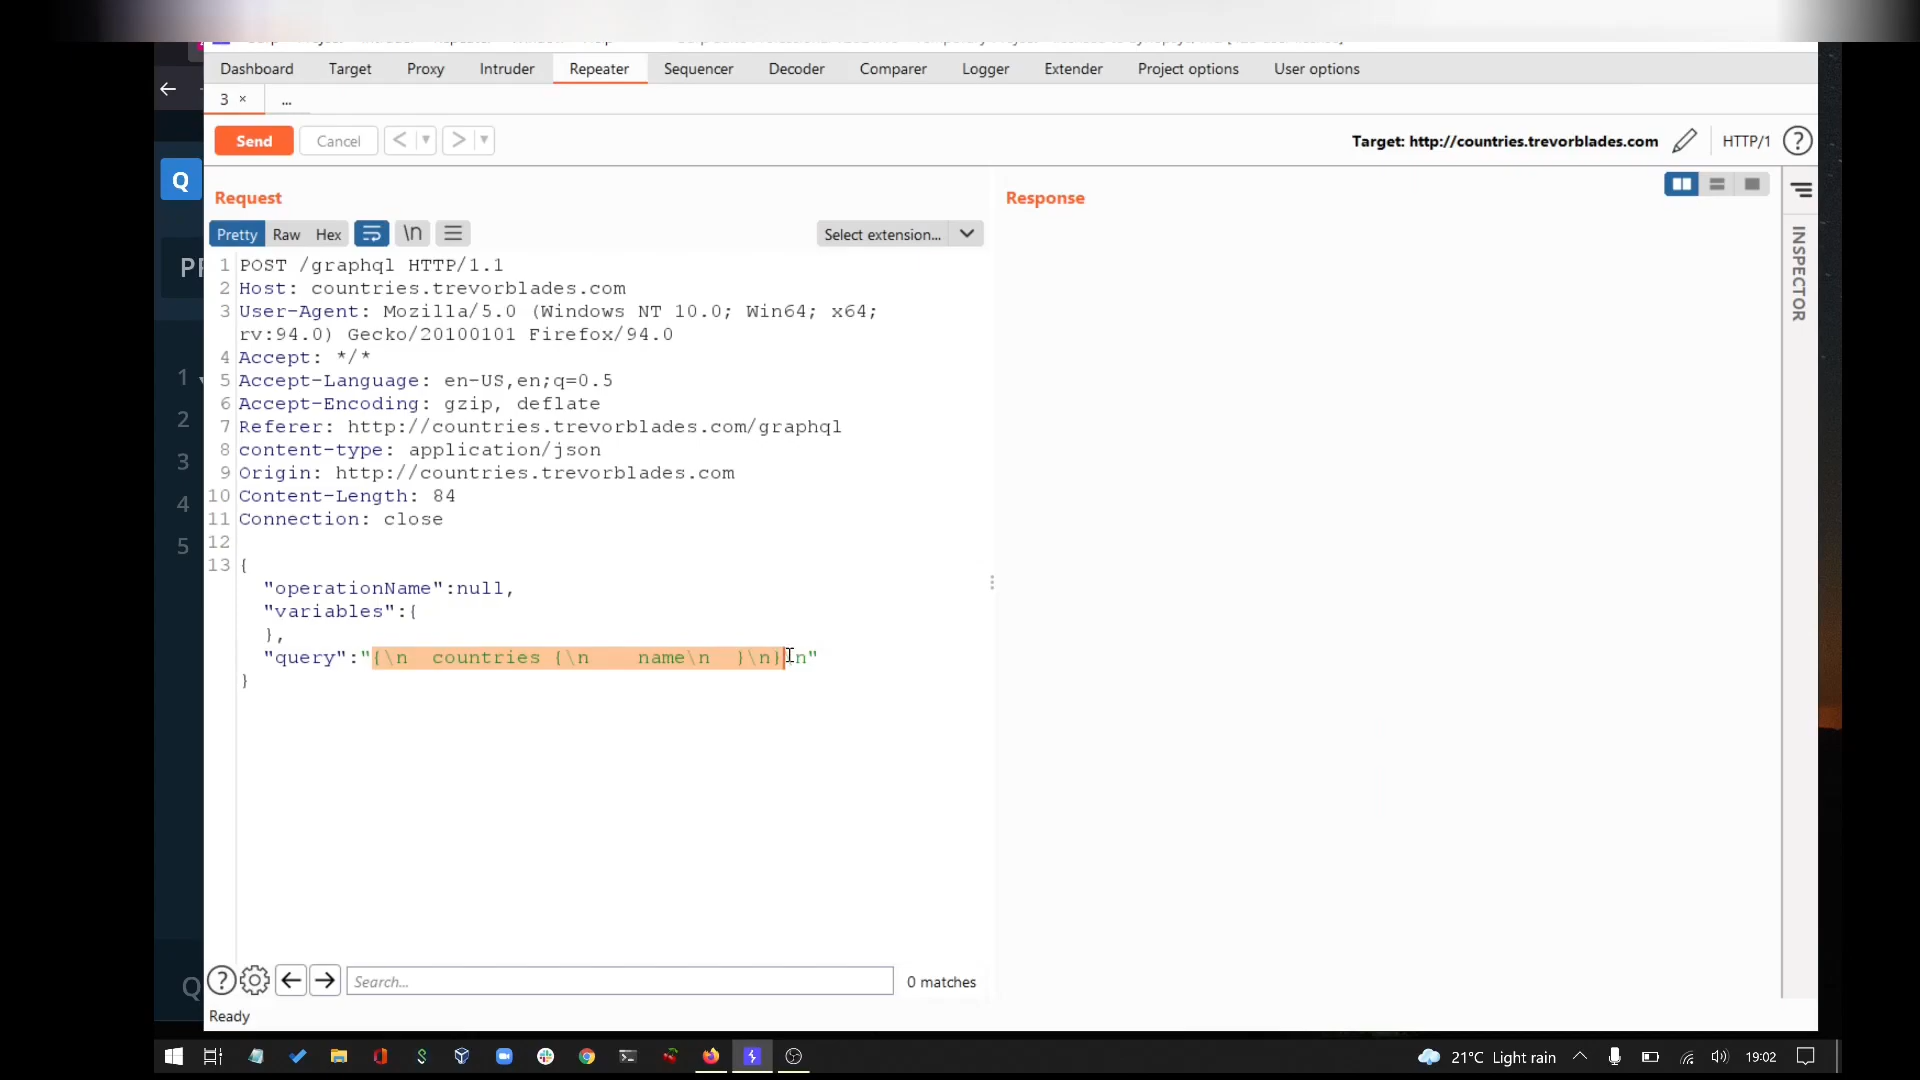 Dashboard Target Proxy Intruder Repeater Sequencer Decoder Comparer Logger Extender Project options User options
3 × ...
Send Cancel < > Target: http://countries.trevorblades.com HTTP/1 ?
Q
Request
Response
Pretty Raw Hex \n Select extension...
INSPECTOR
1 POST /graphql HTTP/1.1
2 Host: countries.trevorblades.com
3 User-Agent: Mozilla/5.0 (Windows NT 10.0; Win64; x64;
rv:94.0) Gecko/20100101 Firefox/94.0
4 Accept: */*
5 Accept-Language: en-US,en;q=0.5
6 Accept-Encoding: gzip, deflate
7 Referer: http://countries.trevorblades.com/graphql
8 content-type: application/json
9 Origin: http://countries.trevorblades.com
10 Content-Length: 84
11 Connection: close
12
13 {
"operationName":null,
"variables":{
},
"query":"{\n  countries {\n    name\n  }\n}\n"
}
1
2
3
4
5
? Search... 0 matches
Ready
21°C Light rain 19:02